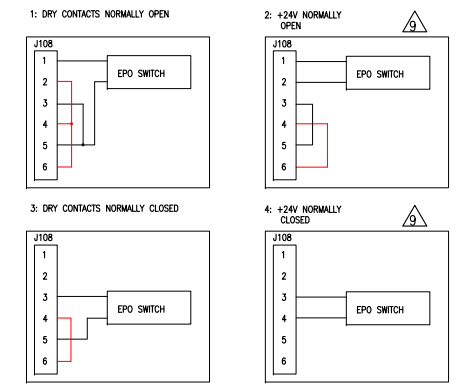 1: DRY CONTACTS NORMALLY OPEN
J108
1
2
3
4
5
6
EPO SWITCH
2: +24V NORMALLY
OPEN
9
J108
1
2
3
4
5
6
EPO SWITCH
3: DRY CONTACTS NORMALLY CLOSED
J108
1
2
3
4
5
6
EPO SWITCH
4: +24V NORMALLY
CLOSED
9
J108
1
2
3
4
5
6
EPO SWITCH